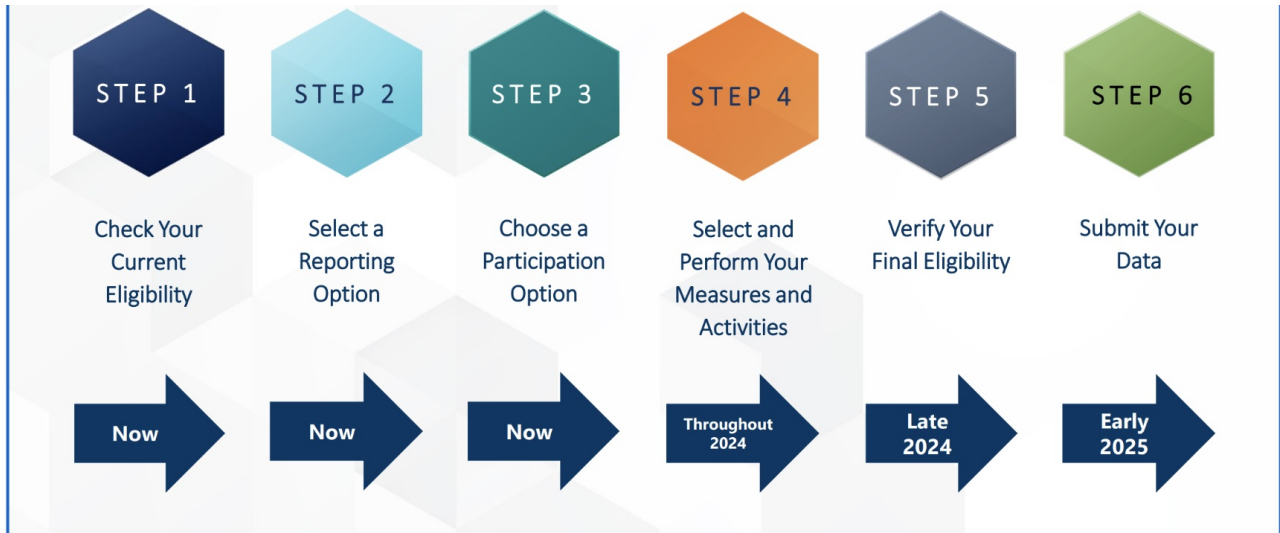 STEP 1
STEP 2
STEP 3
STEP 4
STEP 5
STEP 6
Check Your
Current
Eligibility
Select a
Reporting
Option
Choose a
Participation
Option
Select and
Perform Your
Measures and
Activities
Verify Your
Final Eligibility
Submit Your
Data
Now
Now
Now
Throughout
2024
Late
2024
Early
2025